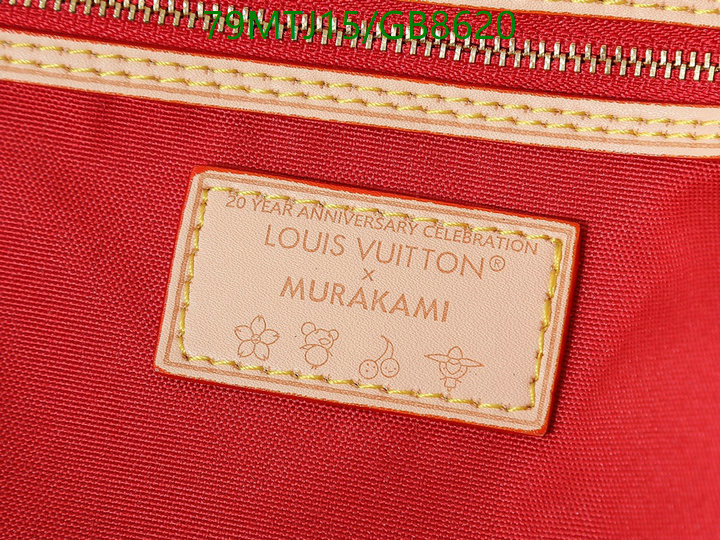 79MTJ15/GB8620
20 YEAR ANNIVERSARY CELEBRATION
LOUIS VUITTON®
×
MURAKAMI